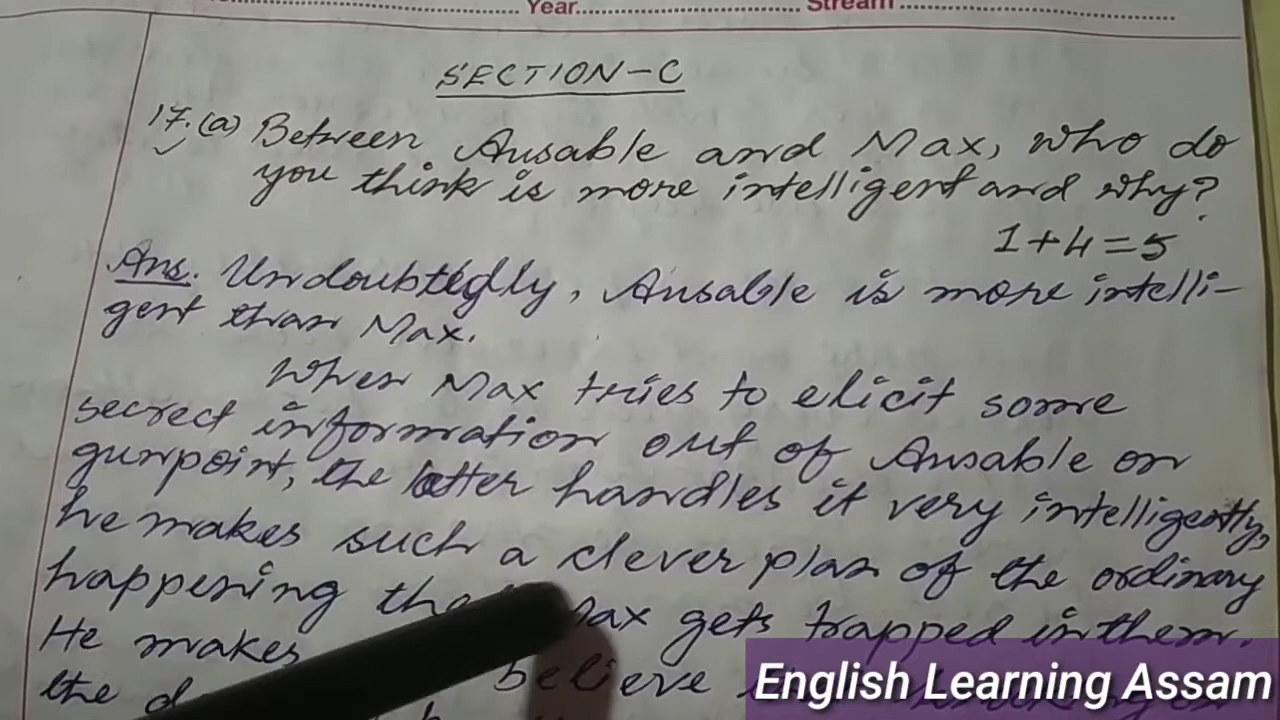 Year.................................... Stream............................................
SECTION-C
17.(a) Between Ausable and Max, who do
you think is more intelligent and why?
1+4=5
Ans. Undoubtedly, Ausable is more intelli-
gent than Max.
When Max tries to elicit some
secrect information out of Ausable on
gunpoint, the latter handles it very intelligently,
he makes such a clever plan of the ordinary
happening Max gets trapped in them.
He makes believe
the
English Learning Assam